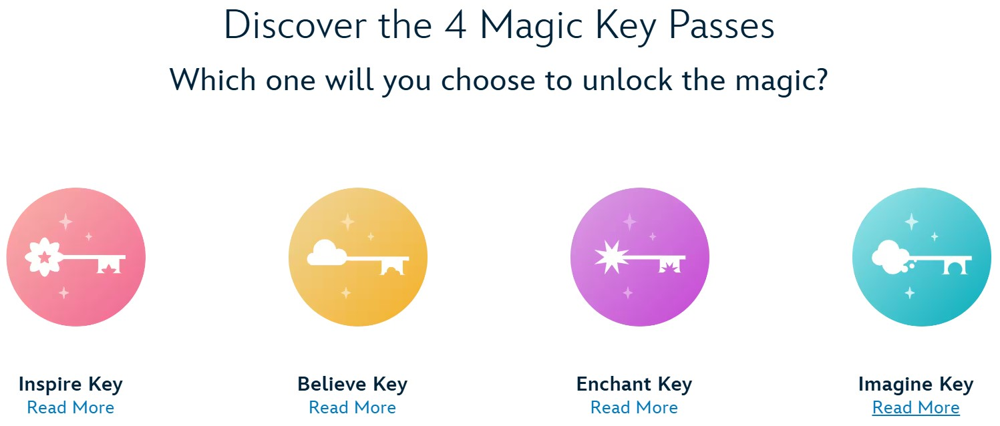 Discover the 4 Magic Key Passes
Which one will you choose to unlock the magic?
Inspire Key
Read More
Believe Key
Read More
Enchant Key
Read More
Imagine Key
Read More